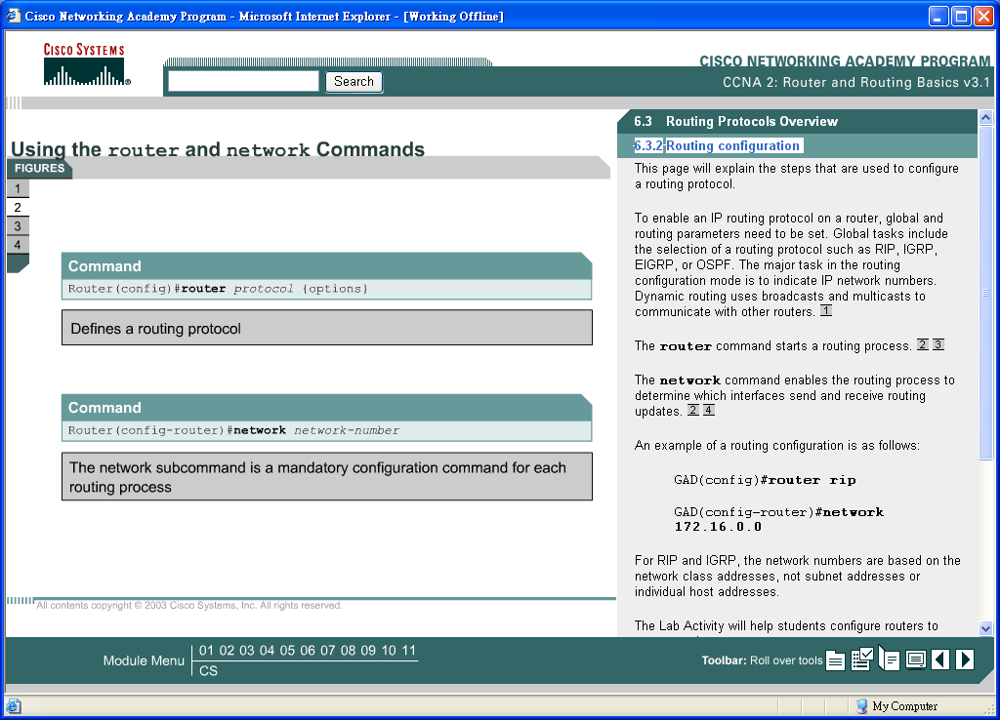 Cisco Networking Academy Program - Microsoft Internet Explorer - [Working Offline]
CISCO SYSTEMS
®
Search
CISCO NETWORKING ACADEMY PROGRAM
CCNA 2: Router and Routing Basics v3.1
Using the router and network Commands
FIGURES
1
2
3
4
Command
Router(config)#router protocol {options}
Defines a routing protocol
Command
Router(config-router)#network network-number
The network subcommand is a mandatory configuration command for each
routing process
All contents copyright © 2003 Cisco Systems, Inc. All rights reserved.
6.3 Routing Protocols Overview
6.3.2 Routing configuration
This page will explain the steps that are used to configure
a routing protocol.
To enable an IP routing protocol on a router, global and
routing parameters need to be set. Global tasks include
the selection of a routing protocol such as RIP, IGRP,
EIGRP, or OSPF. The major task in the routing
configuration mode is to indicate IP network numbers.
Dynamic routing uses broadcasts and multicasts to
communicate with other routers. 1
The router command starts a routing process. 2 3
The network command enables the routing process to
determine which interfaces send and receive routing
updates. 2 4
An example of a routing configuration is as follows:
GAD(config)#router rip
GAD(config-router)#network
172.16.0.0
For RIP and IGRP, the network numbers are based on the
network class addresses, not subnet addresses or
individual host addresses.
The Lab Activity will help students configure routers to
Module Menu
01 02 03 04 05 06 07 08 09 10 11
CS
Toolbar: Roll over tools
My Computer